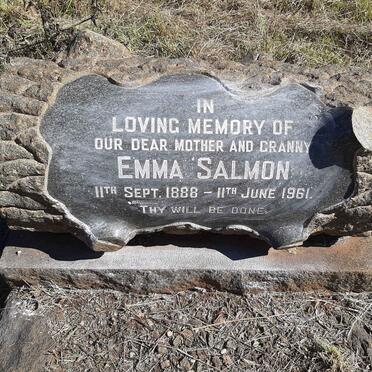 IN
LOVING MEMORY OF
OUR DEAR MOTHER AND GRANNY
EMMA SALMON
11TH SEPT. 1888 - 11TH JUNE 1961.
THY WILL BE DONE.